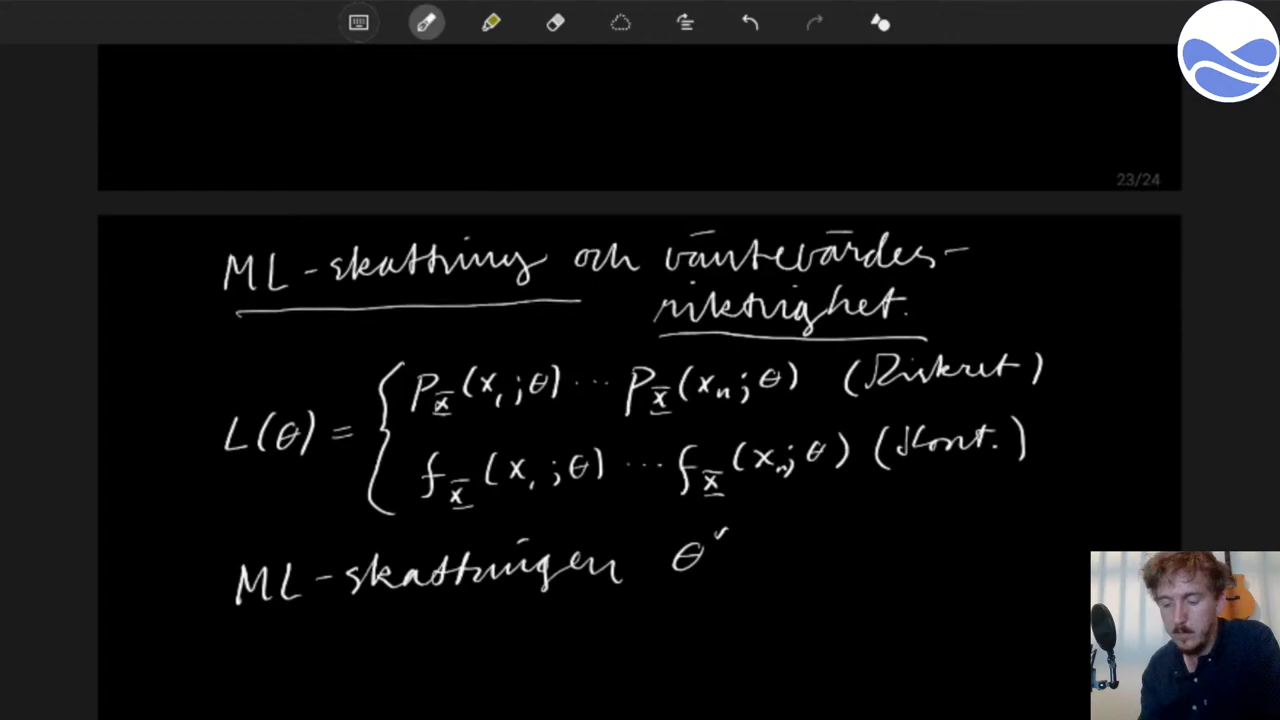 23/24
ML-skattning och väntevärdes-
riktighet.
L(θ) = { p_X(x₁;θ) ... p_X(xₙ;θ) (Diskret)
f_X(x₁;θ) ... f_X(xₙ;θ) (Kont.)
ML-skattningen θ*